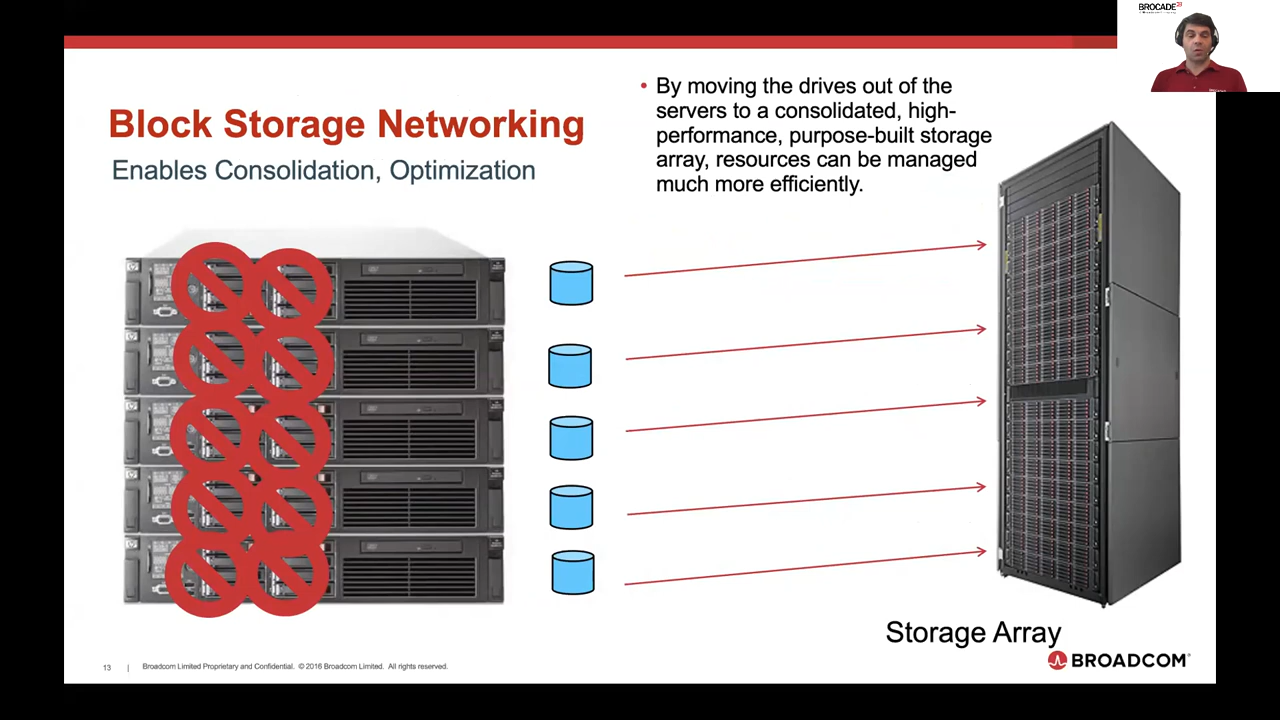 BROCADE
Block Storage Networking
Enables Consolidation, Optimization
• By moving the drives out of the
servers to a consolidated, high-
performance, purpose-built storage
array, resources can be managed
much more efficiently.
Storage Array
13 | Broadcom Limited Proprietary and Confidential. © 2016 Broadcom Limited. All rights reserved.
BROADCOM®